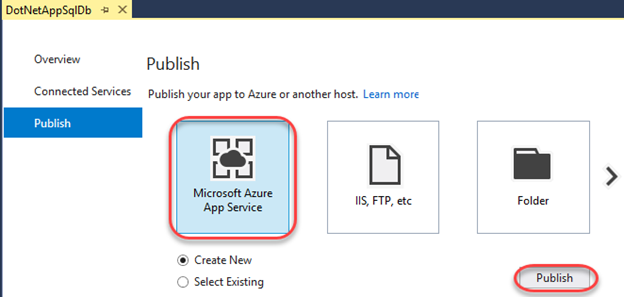 DotNetAppSqlDb
Overview
Connected Services
Publish
Publish
Publish your app to Azure or another host. Learn more
Microsoft Azure
App Service
IIS, FTP, etc
Folder
Create New
Select Existing
Publish